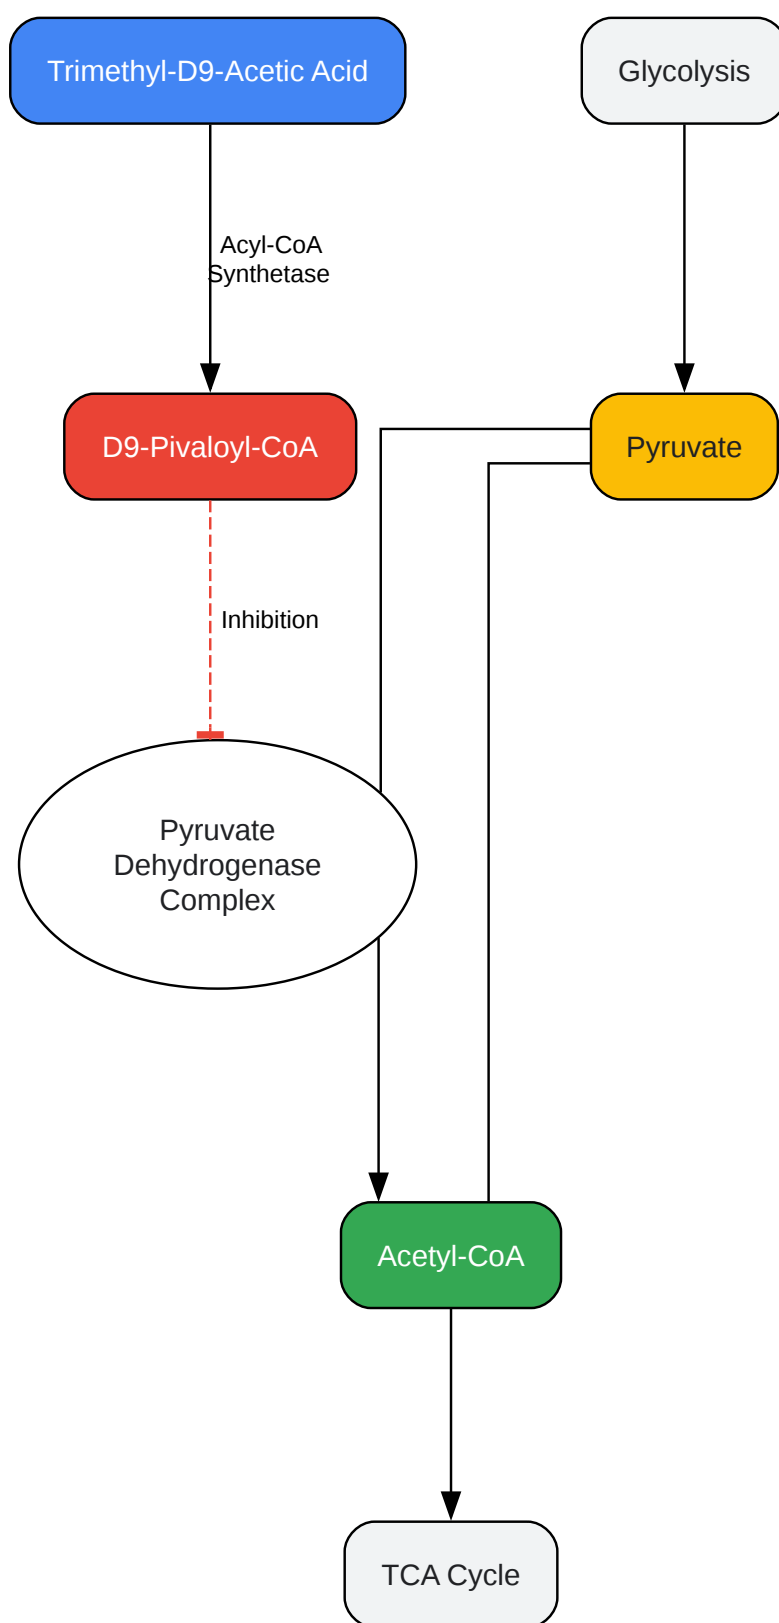 Trimethyl-D9-Acetic Acid
Glycolysis
Acyl-CoA
Synthetase
D9-Pivaloyl-CoA
Pyruvate
Inhibition
Pyruvate
Dehydrogenase
Complex
Acetyl-CoA
TCA Cycle